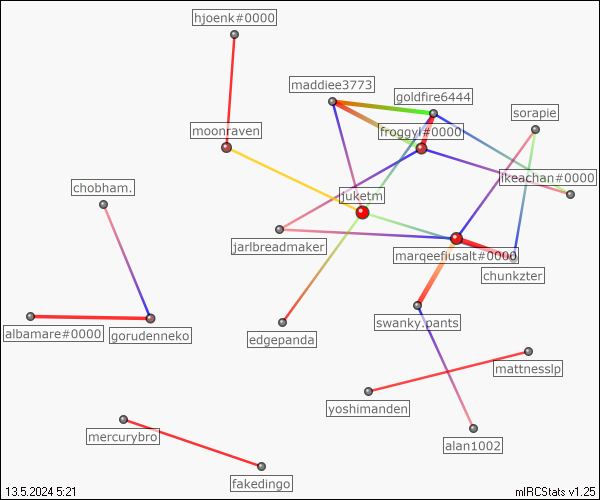 hjoenk#0000
maddiee3773
goldfire6444
sorapie
moonraven
froggyl#0000
ikeachan#0000
chobham.
juketm
jarlbreadmaker
marqeefiusalt#0000
chunkzter
albamare#0000
gorudenneko
edgepanda
swanky.pants
mattnesslp
yoshimanden
mercurybro
alan1002
fakedingo
13.5.2024 5:21
mIRCStats v1.25